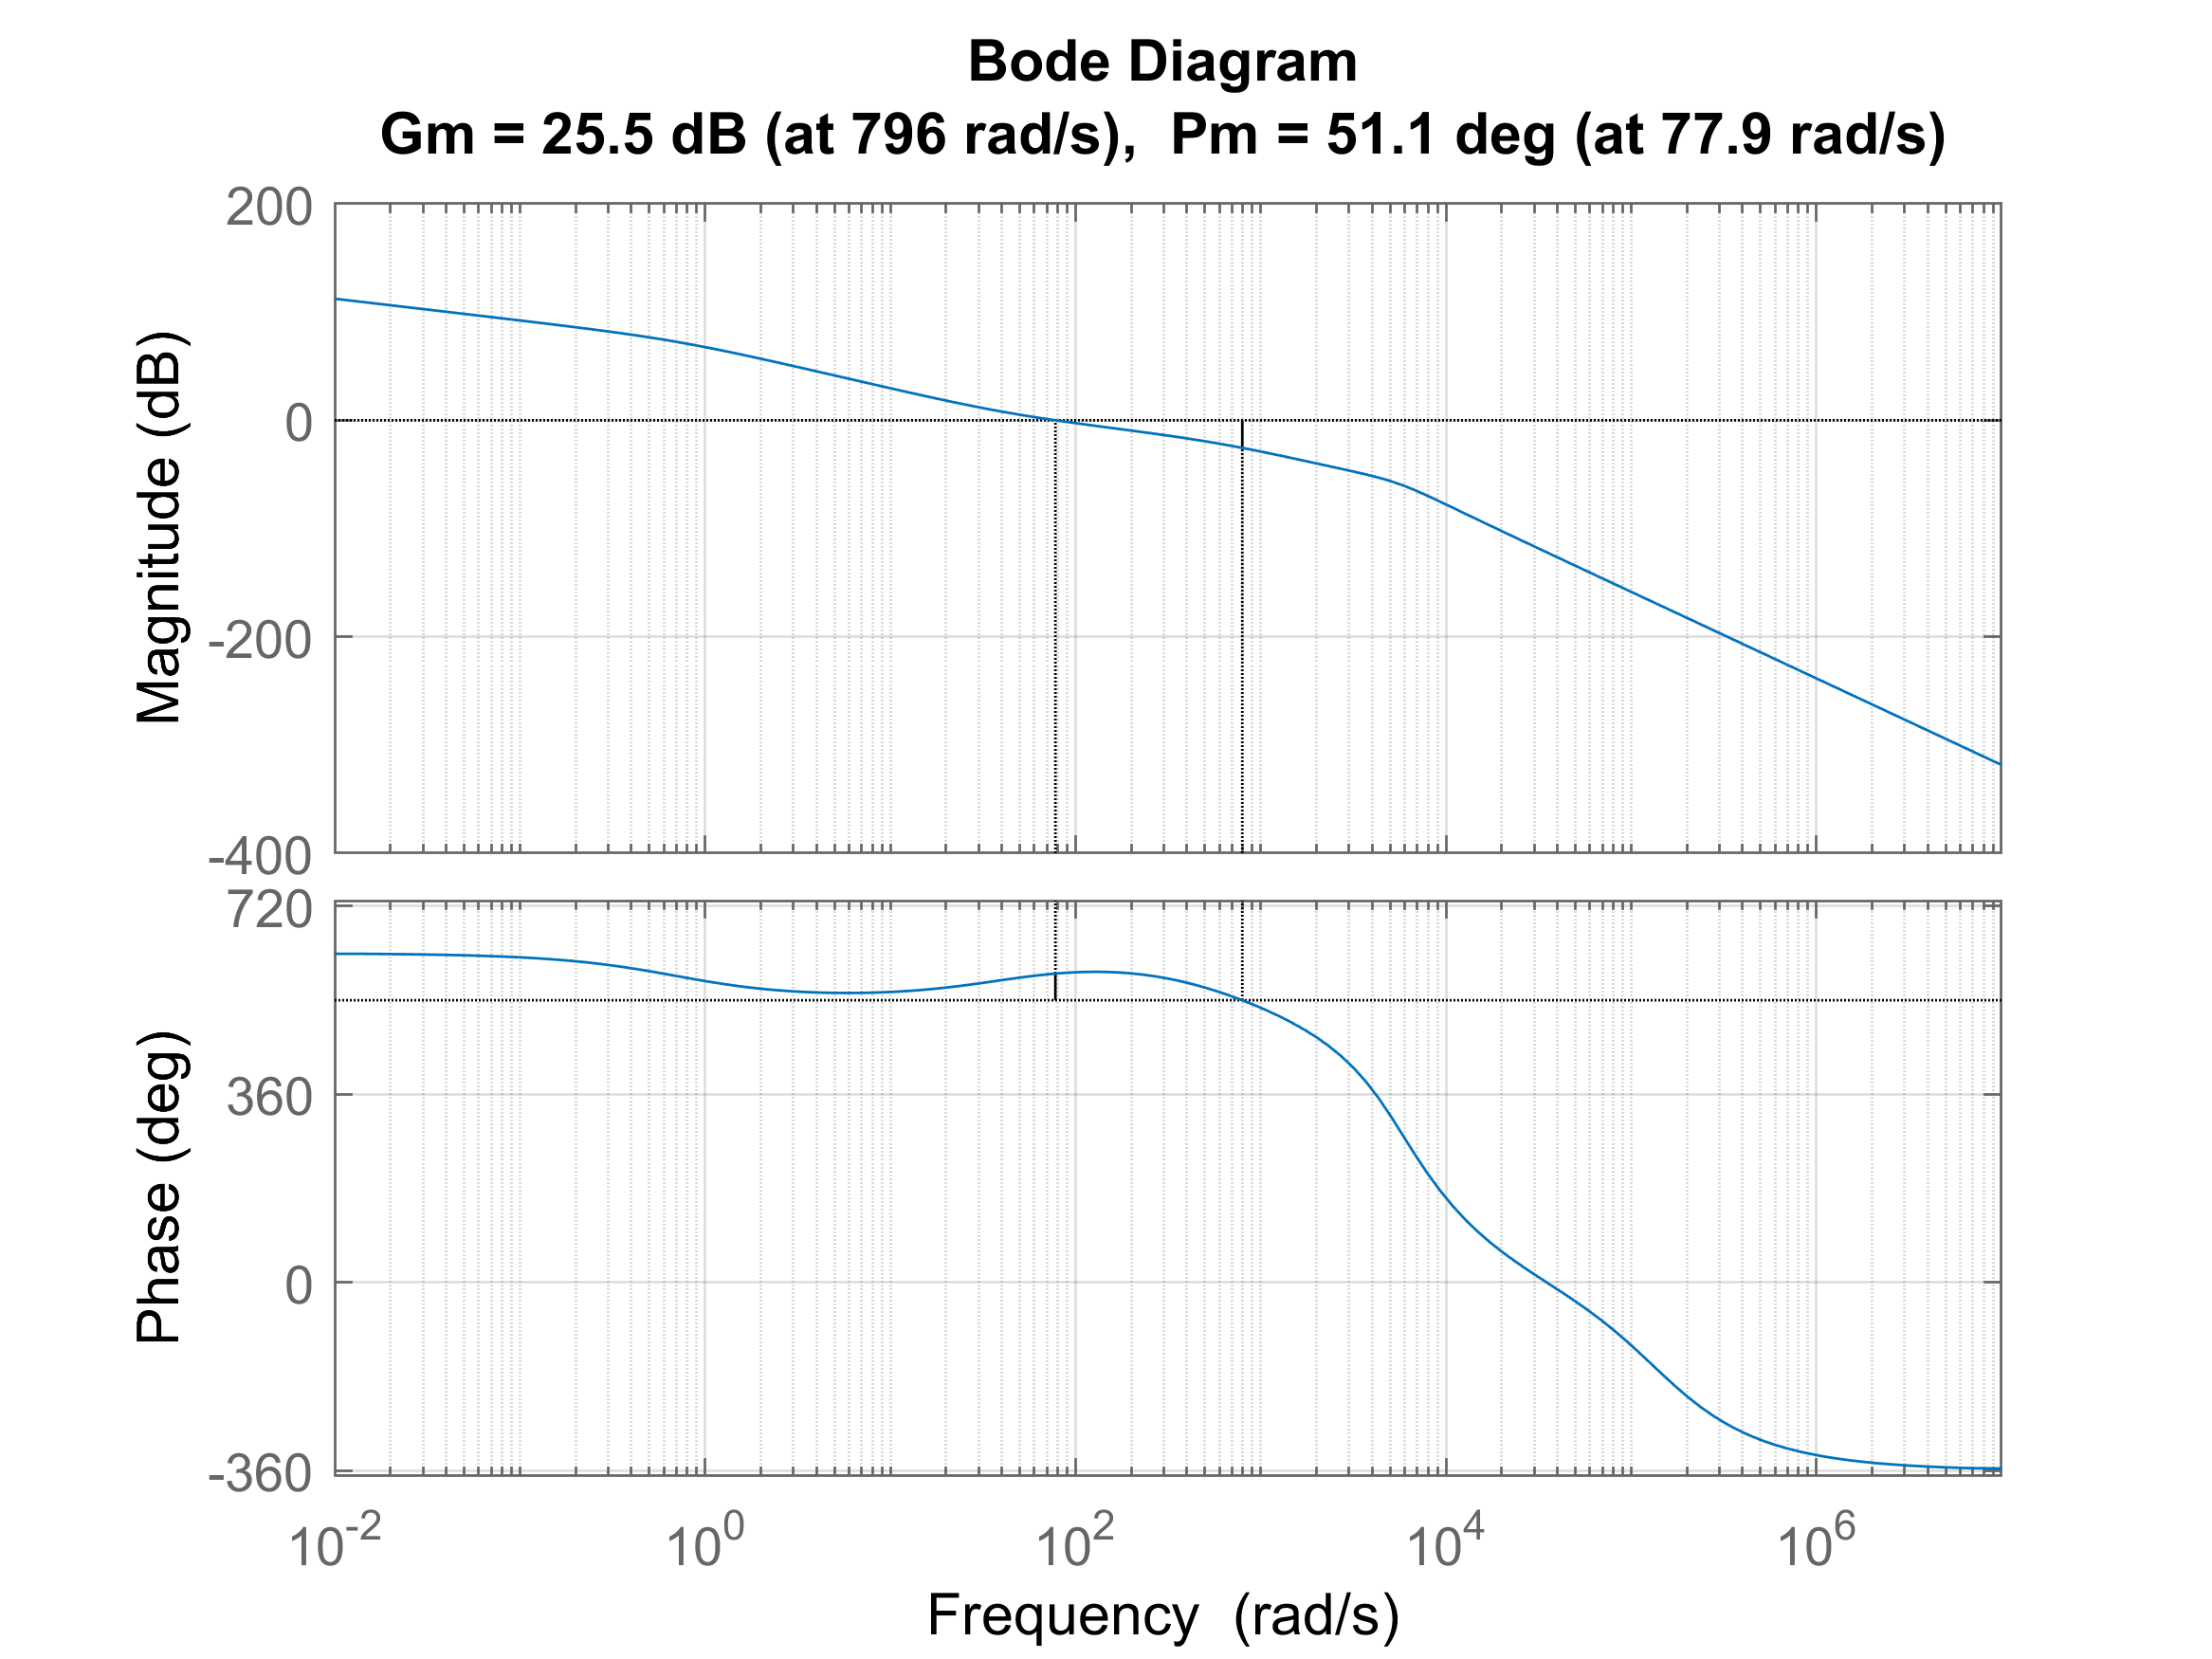 Bode Diagram
Gm = 25.5 dB (at 796 rad/s),  Pm = 51.1 deg (at 77.9 rad/s)
200
0
-200
-400
Magnitude (dB)
720
360
0
-360
Phase (deg)
10^-2
10^0
10^2
10^4
10^6
Frequency  (rad/s)